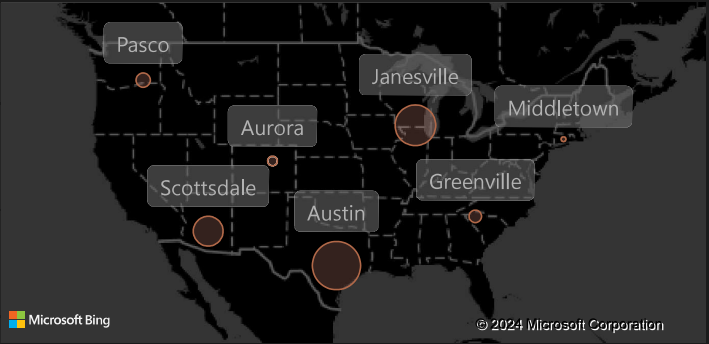 Pasco
Janesville
Middletown
Aurora
Scottsdale
Greenville
Austin
Microsoft Bing
© 2024 Microsoft Corporation